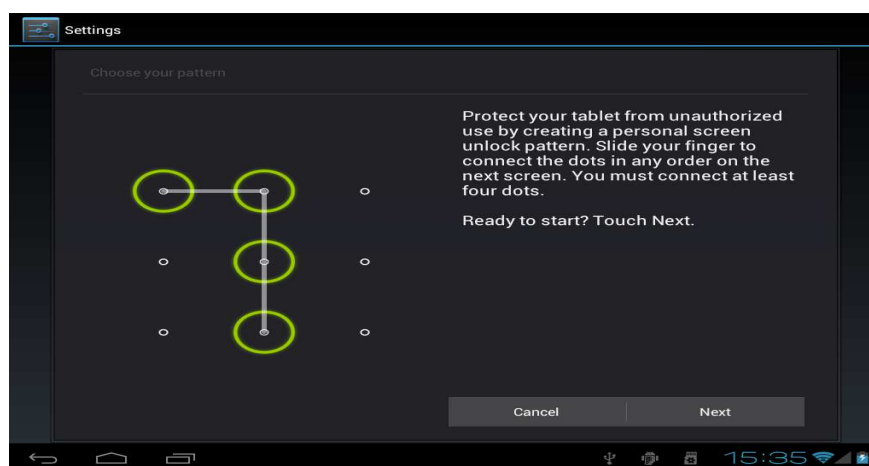 Settings
Choose your pattern
Protect your tablet from unauthorized
use by creating a personal screen
unlock pattern. Slide your finger to
connect the dots in any order on the
next screen. You must connect at least
four dots.
Ready to start? Touch Next.
Cancel
Next
15:35